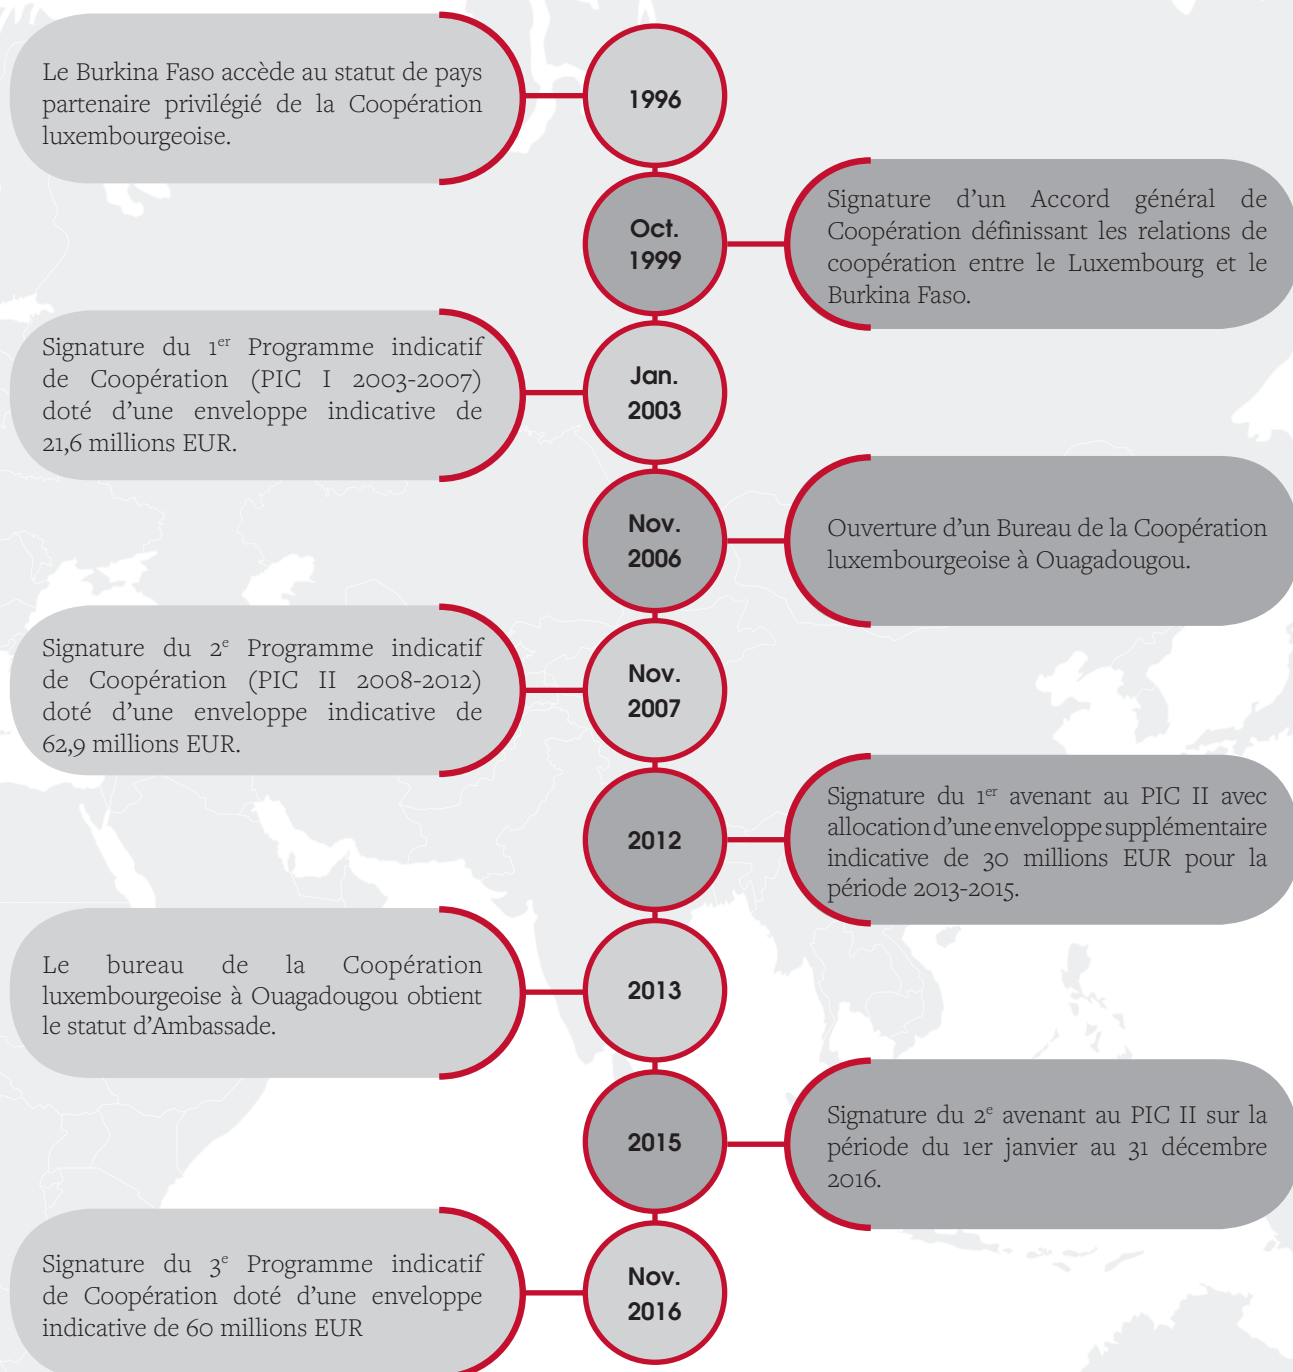 Le Burkina Faso accède au statut de pays
partenaire privilégié de la Coopération
luxembourgeoise.
1996
Oct.
1999
Signature d'un Accord général de
Coopération définissant les relations de
coopération entre le Luxembourg et le
Burkina Faso.
Signature du 1er Programme indicatif
de Coopération (PIC I 2003-2007)
doté d'une enveloppe indicative de
21,6 millions EUR.
Jan.
2003
Nov.
2006
Ouverture d'un Bureau de la Coopération
luxembourgeoise à Ouagadougou.
Signature du 2e Programme indicatif
de Coopération (PIC II 2008-2012)
doté d'une enveloppe indicative de
62,9 millions EUR.
Nov.
2007
2012
Signature du 1er avenant au PIC II avec
allocation d'une enveloppe supplémentaire
indicative de 30 millions EUR pour la
période 2013-2015.
Le bureau de la Coopération
luxembourgeoise à Ouagadougou obtient
le statut d'Ambassade.
2013
2015
Signature du 2e avenant au PIC II sur la
période du 1er janvier au 31 décembre
2016.
Signature du 3e Programme indicatif
de Coopération doté d'une enveloppe
indicative de 60 millions EUR
Nov.
2016